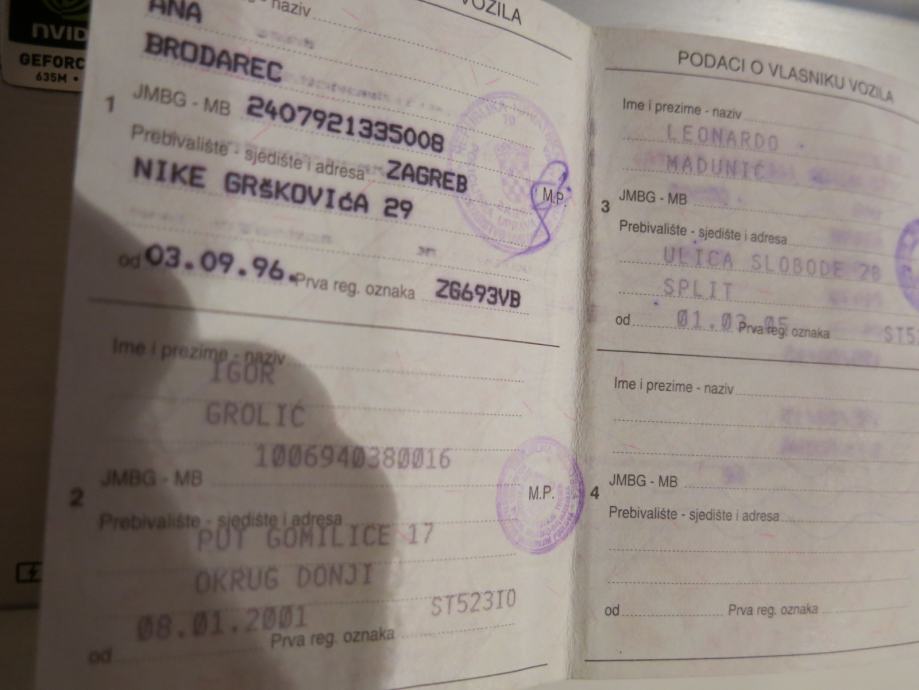 NVID
GEFORC
635M
VOZILA
naziv
ANA
BRODAREC
1
JMBG - MB 2407921335008
Prebivalište - sjedište i adresa ZAGREB
NIKE GRšKOVIćA 29
M.P.
od 03.09.96. Prva reg. oznaka ZG693VB
Ime i prezime - naziv
IGOR
GROLIĆ
1006940380016
2
JMBG - MB
M.P.
Prebivalište - sjedište i adresa
PUT GOMILICE 17
OKRUG DONJI
08.01.2001
ST523IO
od
Prva reg. oznaka
PODACI O VLASNIKU VOZILA
Ime i prezime - naziv
LEONARDO
MADUNIĆ
3
JMBG - MB
Prebivalište - sjedište i adresa
ULICA SLOBODE 28
SPLIT
od 01.03.05 Prva reg. oznaka ST5
Ime i prezime - naziv
4
JMBG - MB
Prebivalište - sjedište i adresa
od
Prva reg. oznaka